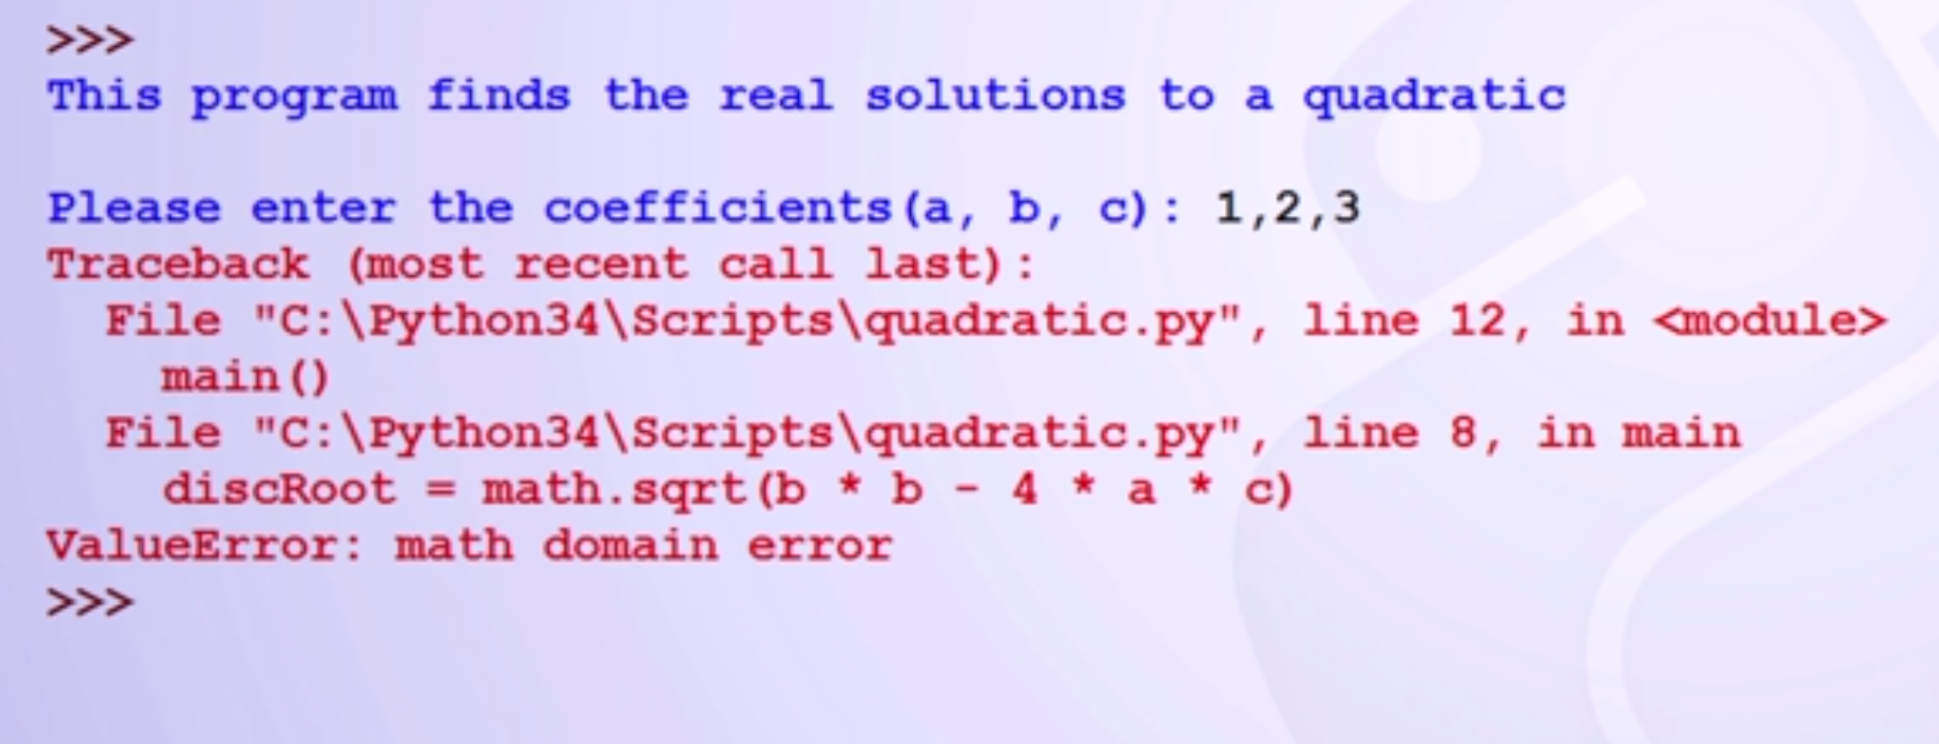 >>>
This program finds the real solutions to a quadratic
Please enter the coefficients(a, b, c): 1,2,3
Traceback (most recent call last):
  File "C:\Python34\Scripts\quadratic.py", line 12, in <module>
    main()
  File "C:\Python34\Scripts\quadratic.py", line 8, in main
    discRoot = math.sqrt(b * b - 4 * a * c)
ValueError: math domain error
>>>